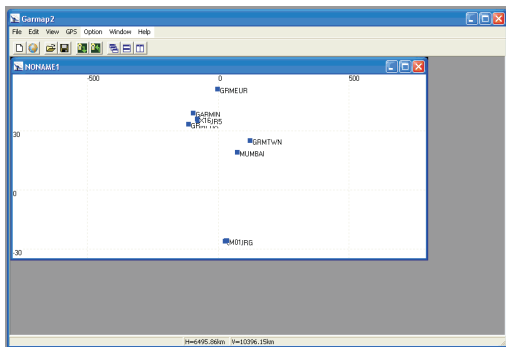 Garmap2
File Edit View GPS Option Window Help
NONAME1
-500 0 500
GRMEUR
GARMIN
30
GRMTWN
MUMBAI
0
-30
H=6495.86km V=10396.15km